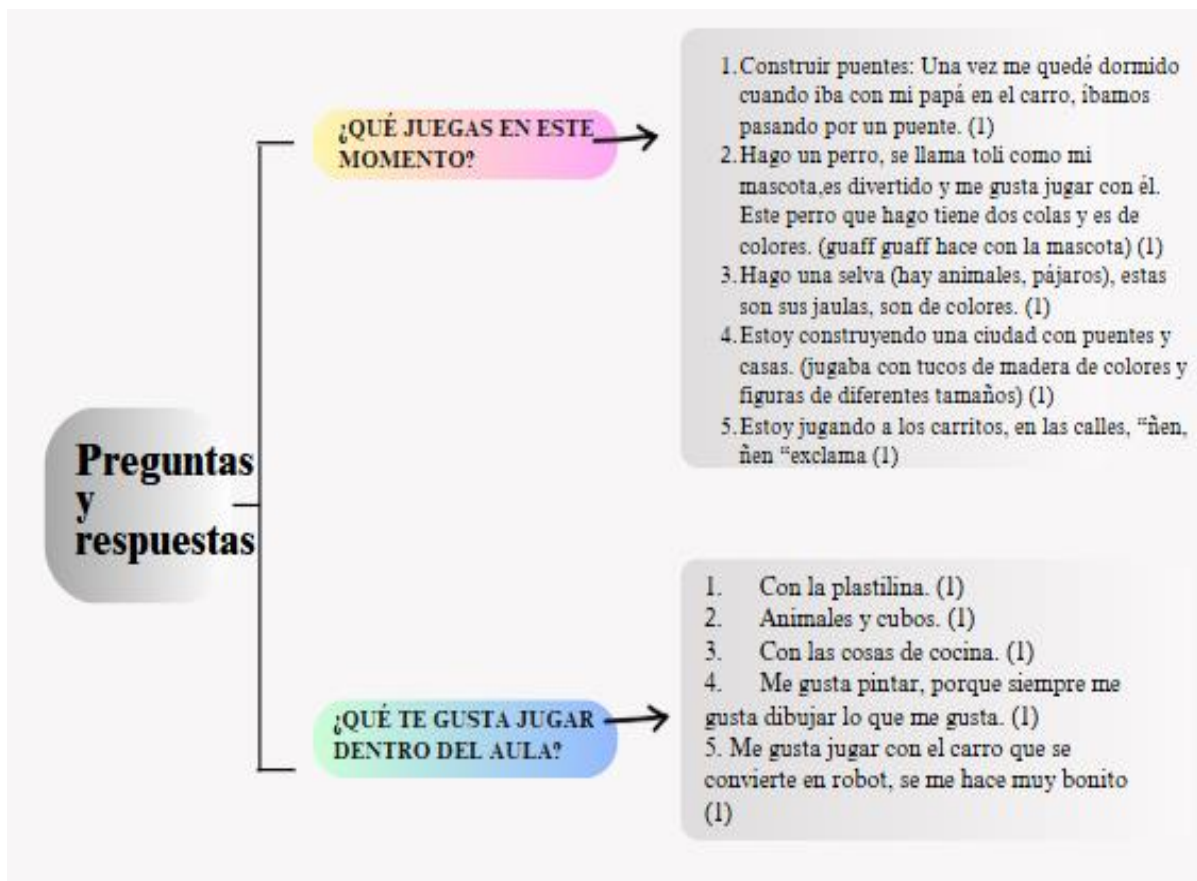 Preguntas
y
respuestas
¿QUÉ JUEGAS EN ESTE
MOMENTO?
1.Construir puentes: Una vez me quedé dormido
cuando iba con mi papá en el carro, íbamos
pasando por un puente. (1)
2.Hago un perro, se llama toli como mi
mascota,es divertido y me gusta jugar con él.
Este perro que hago tiene dos colas y es de
colores. (guaff guaff hace con la mascota) (1)
3.Hago una selva (hay animales, pájaros), estas
son sus jaulas, son de colores. (1)
4.Estoy construyendo una ciudad con puentes y
casas. (jugaba con tucos de madera de colores y
figuras de diferentes tamaños) (1)
5.Estoy jugando a los carritos, en las calles, “ñen,
ñen “exclama (1)
¿QUÉ TE GUSTA JUGAR
DENTRO DEL AULA?
1. Con la plastilina. (1)
2. Animales y cubos. (1)
3. Con las cosas de cocina. (1)
4. Me gusta pintar, porque siempre me
gusta dibujar lo que me gusta. (1)
5. Me gusta jugar con el carro que se
convierte en robot, se me hace muy bonito
(1)